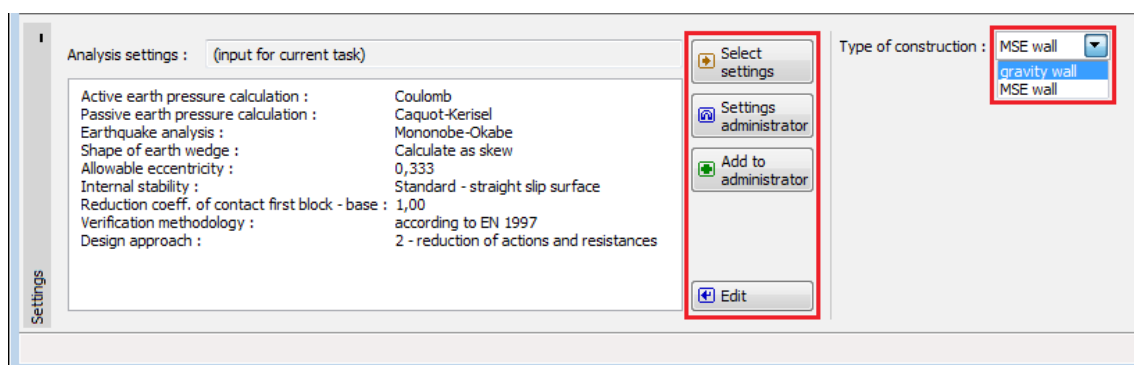 Analysis settings : (input for current task)
Active earth pressure calculation : Coulomb
Passive earth pressure calculation : Caquot-Kerisel
Earthquake analysis : Mononobe-Okabe
Shape of earth wedge : Calculate as skew
Allowable eccentricity : 0,333
Internal stability : Standard - straight slip surface
Reduction coeff. of contact first block - base : 1,00
Verification methodology : according to EN 1997
Design approach : 2 - reduction of actions and resistances
Select
settings
Settings
administrator
Add to
administrator
Edit
Type of construction : MSE wall
gravity wall
MSE wall
Settings